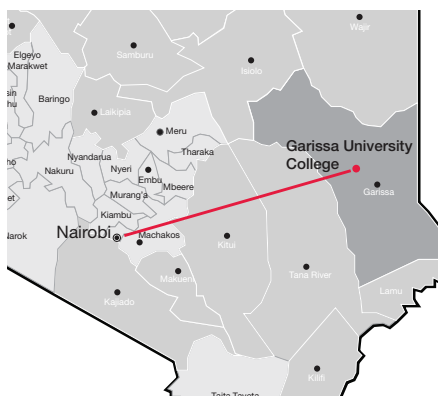 Wajir
Samburu
Elgeyo
Marakwet
Isiolo
Baringo
Laikipia
Meru
Tharaka
Garissa University
College
Nyandarua
Nyeri
Embu
Nakuru
Mbeere
Garissa
Murang'a
Kiambu
Nairobi
Machakos
Kitui
Makueni
Tana River
Kajiado
Lamu
Kilifi